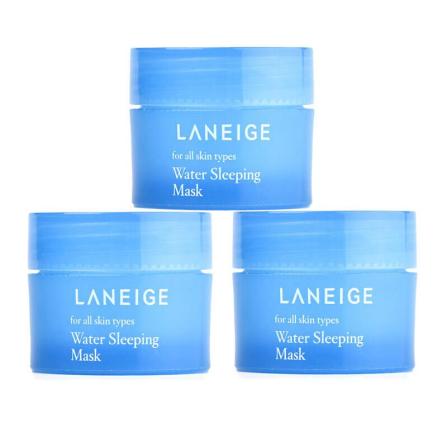 LANEIGE
for all skin types
Water Sleeping
Mask
LANEIGE
for all skin types
Water Sleeping
Mask
LANEIGE
for all skin types
Water Sleeping
Mask